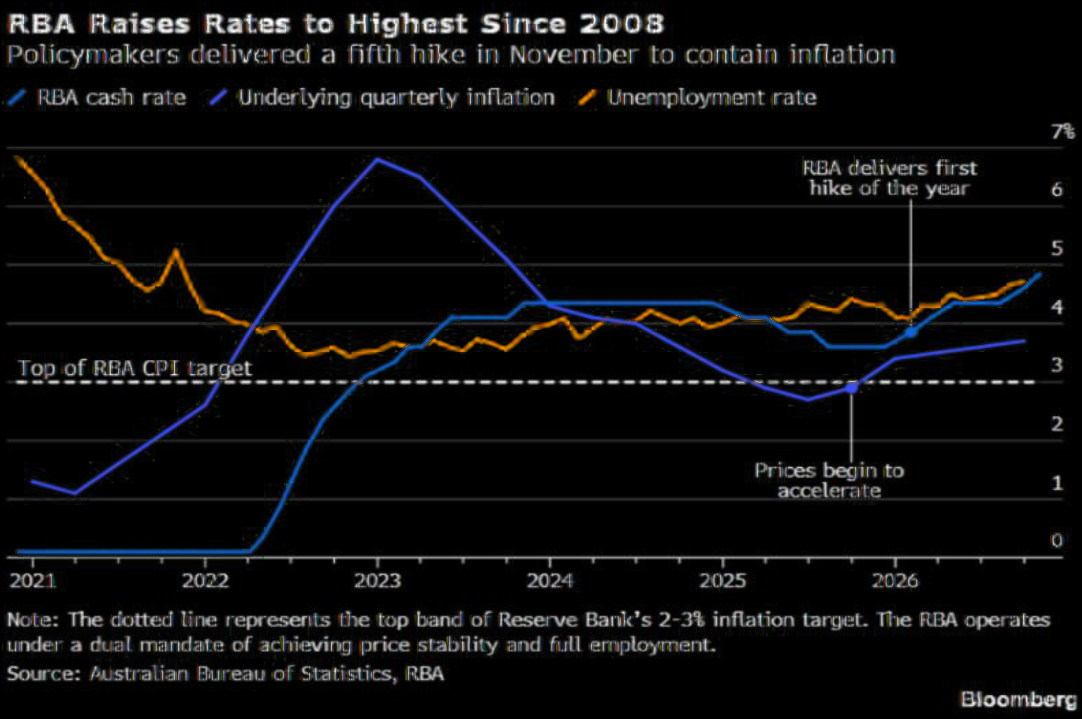 RBA Raises Rates to Highest Since 2008
Policymakers delivered a fifth hike in November to contain inflation
RBA cash rate Underlying quarterly inflation Unemployment rate
7%
RBA delivers first
hike of the year
6
5
4
Top of RBA CPI target
3
2
Prices begin to
accelerate
1
0
2021 2022 2023 2024 2025 2026
Note: The dotted line represents the top band of Reserve Bank's 2-3% inflation target. The RBA operates
under a dual mandate of achieving price stability and full employment.
Source: Australian Bureau of Statistics, RBA
Bloomberg